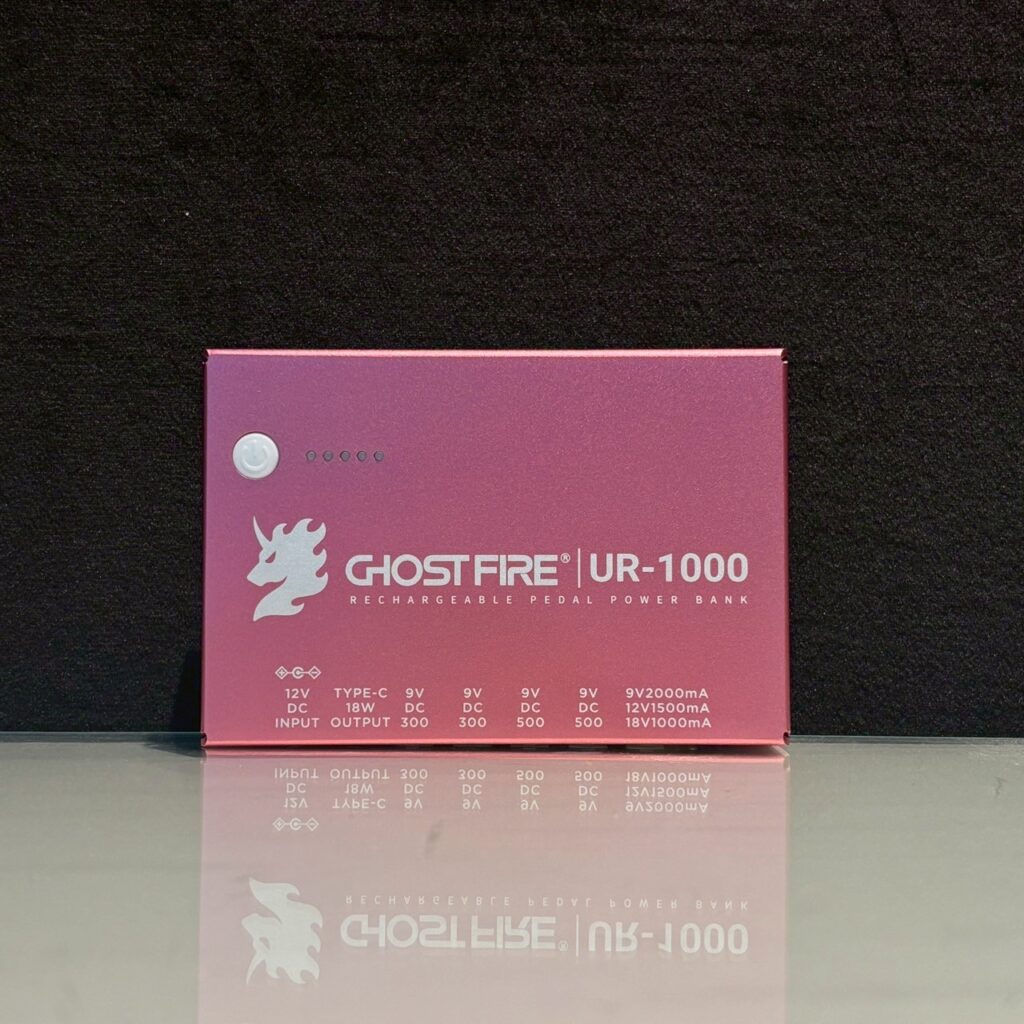 GHOSTFIRE® | UR-1000
RECHARGEABLE PEDAL POWER BANK
12V TYPE-C 9V 9V 9V 9V 9V2000mA
DC 18W DC DC DC DC 12V1500mA
INPUT OUTPUT 300 300 500 500 18V1000mA